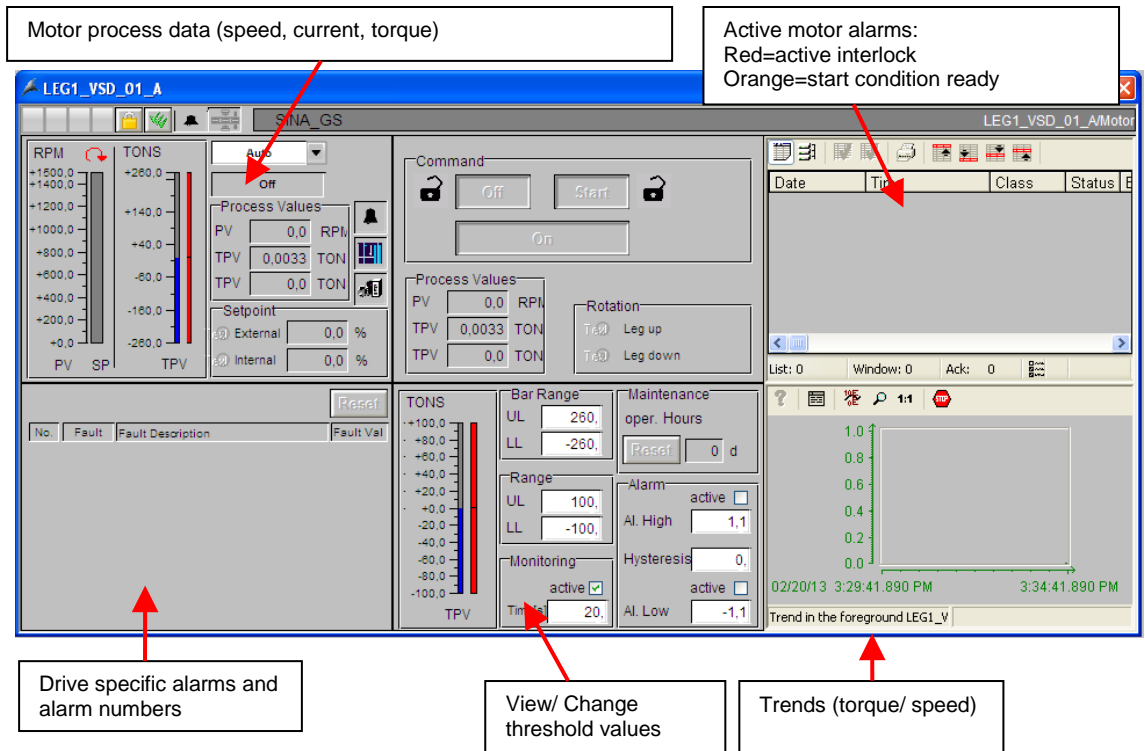 Motor process data (speed, current, torque)
Active motor alarms:
Red=active interlock
Orange=start condition ready
LEG1_VSD_01_A
SINA_GS
LEG1_VSD_01_A/Motor
RPM
+1500,0
+1400,0
+1200,0
+1000,0
+800,0
+600,0
+400,0
+200,0
+0,0
PV SP
TONS
+260,0
+140,0
+40,0
-60,0
-160,0
-260,0
TPV
Auto
Off
Process Values
PV 0,0 RPM
TPV 0,0033 TON
TPV 0,0 TON
Setpoint
External 0,0 %
Internal 0,0 %
Command
Off Start
On
Process Values
PV 0,0 RPM
TPV 0,0033 TON
TPV 0,0 TON
Rotation
Leg up
Leg down
Date Class Status
List: 0 Window: 0 Ack: 0
Reset
No. Fault Fault Description Fault Val
TONS
+100,0
+80,0
+60,0
+40,0
+20,0
+0,0
-20,0
-40,0
-60,0
-80,0
-100,0
TPV
Bar Range
UL 260,
LL -260,
Range
UL 100,
LL -100,
Monitoring
active
20,
Maintenance
oper. Hours
Reset 0 d
Alarm
active
Al. High 1,1
Hysteresis 0,
active
Al. Low -1,1
1:1 STOP
1.0
0.8
0.6
0.4
0.2
0.0
02/20/13 3:29:41.890 PM 3:34:41.890 PM
Trend in the foreground LEG1_V
Drive specific alarms and
alarm numbers
View/ Change
threshold values
Trends (torque/ speed)